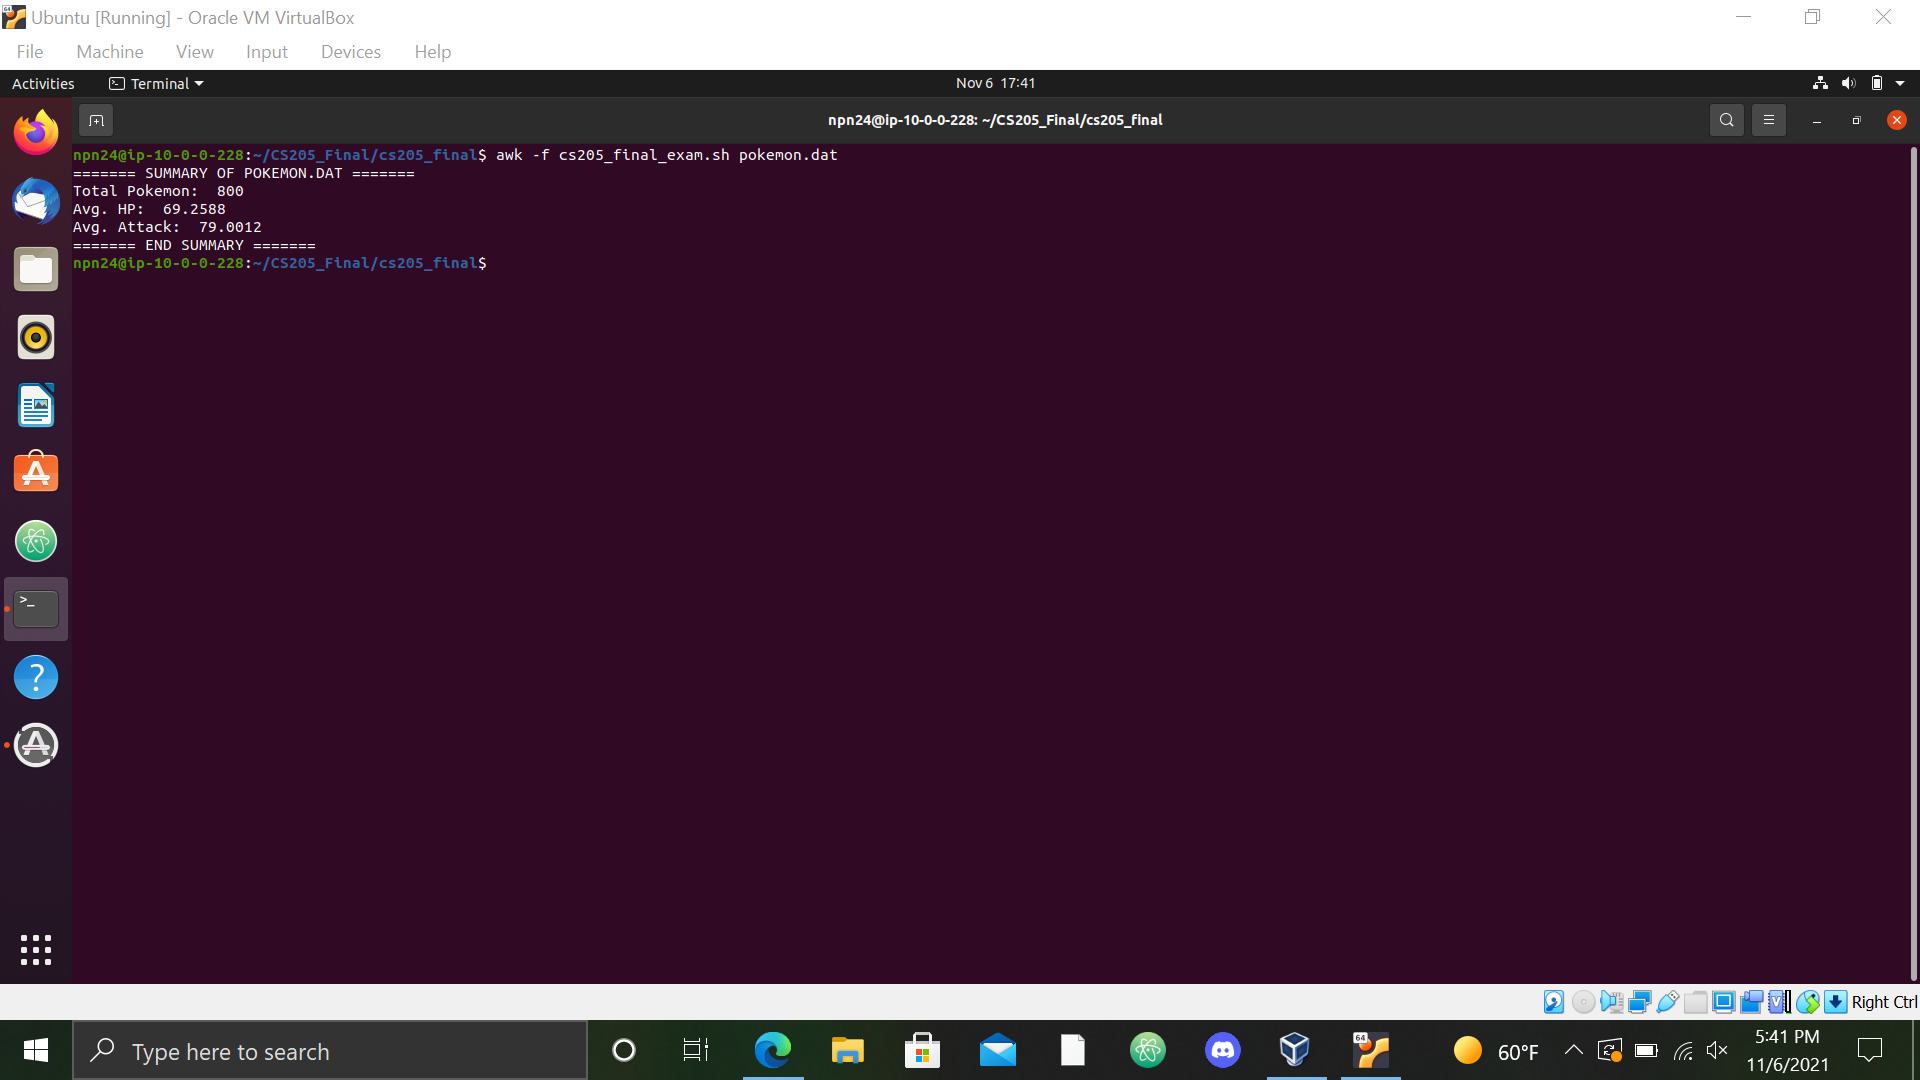 Ubuntu [Running] - Oracle VM VirtualBox
File Machine View Input Devices Help
Activities Terminal Nov 6 17:41
npn24@ip-10-0-0-228: ~/CS205_Final/cs205_final
npn24@ip-10-0-0-228:~/CS205_Final/cs205_final$ awk -f cs205_final_exam.sh pokemon.dat
======= SUMMARY OF POKEMON.DAT =======
Total Pokemon:  800
Avg. HP:  69.2588
Avg. Attack:  79.0012
======= END SUMMARY =======
npn24@ip-10-0-0-228:~/CS205_Final/cs205_final$
Right Ctrl
Type here to search
64
60°F
5:41 PM
11/6/2021